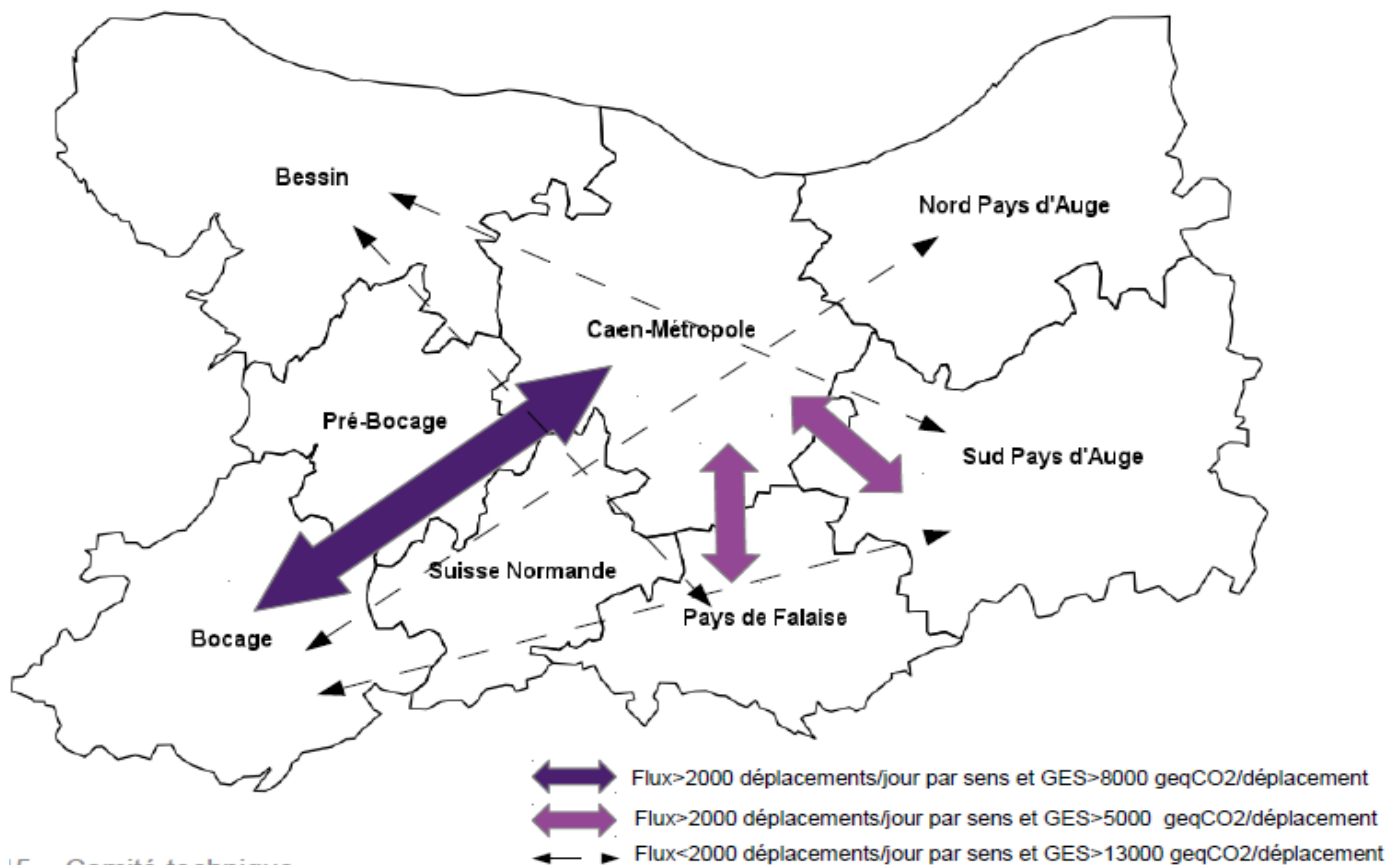 Bessin
Nord Pays d'Auge
Caen-Métropole
Pré-Bocage
Sud Pays d'Auge
Suisse Normande
Pays de Falaise
Bocage
Flux>2000 déplacements/jour par sens et GES>8000 geqCO2/déplacement
Flux>2000 déplacements/jour par sens et GES>5000 geqCO2/déplacement
Flux<2000 déplacements/jour par sens et GES>13000 geqCO2/déplacement